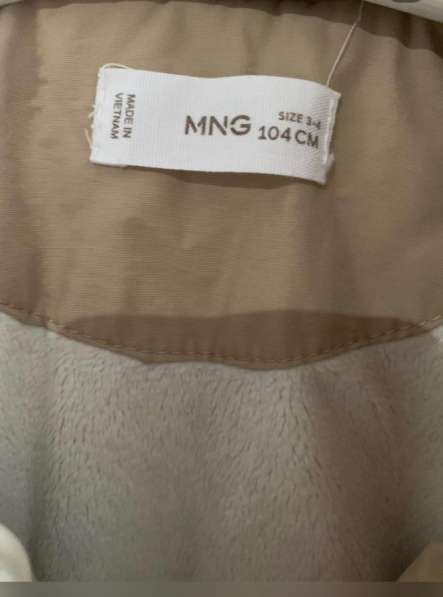 MADE IN
VIETNAM
MNG
SIZE 3-4
104 CM